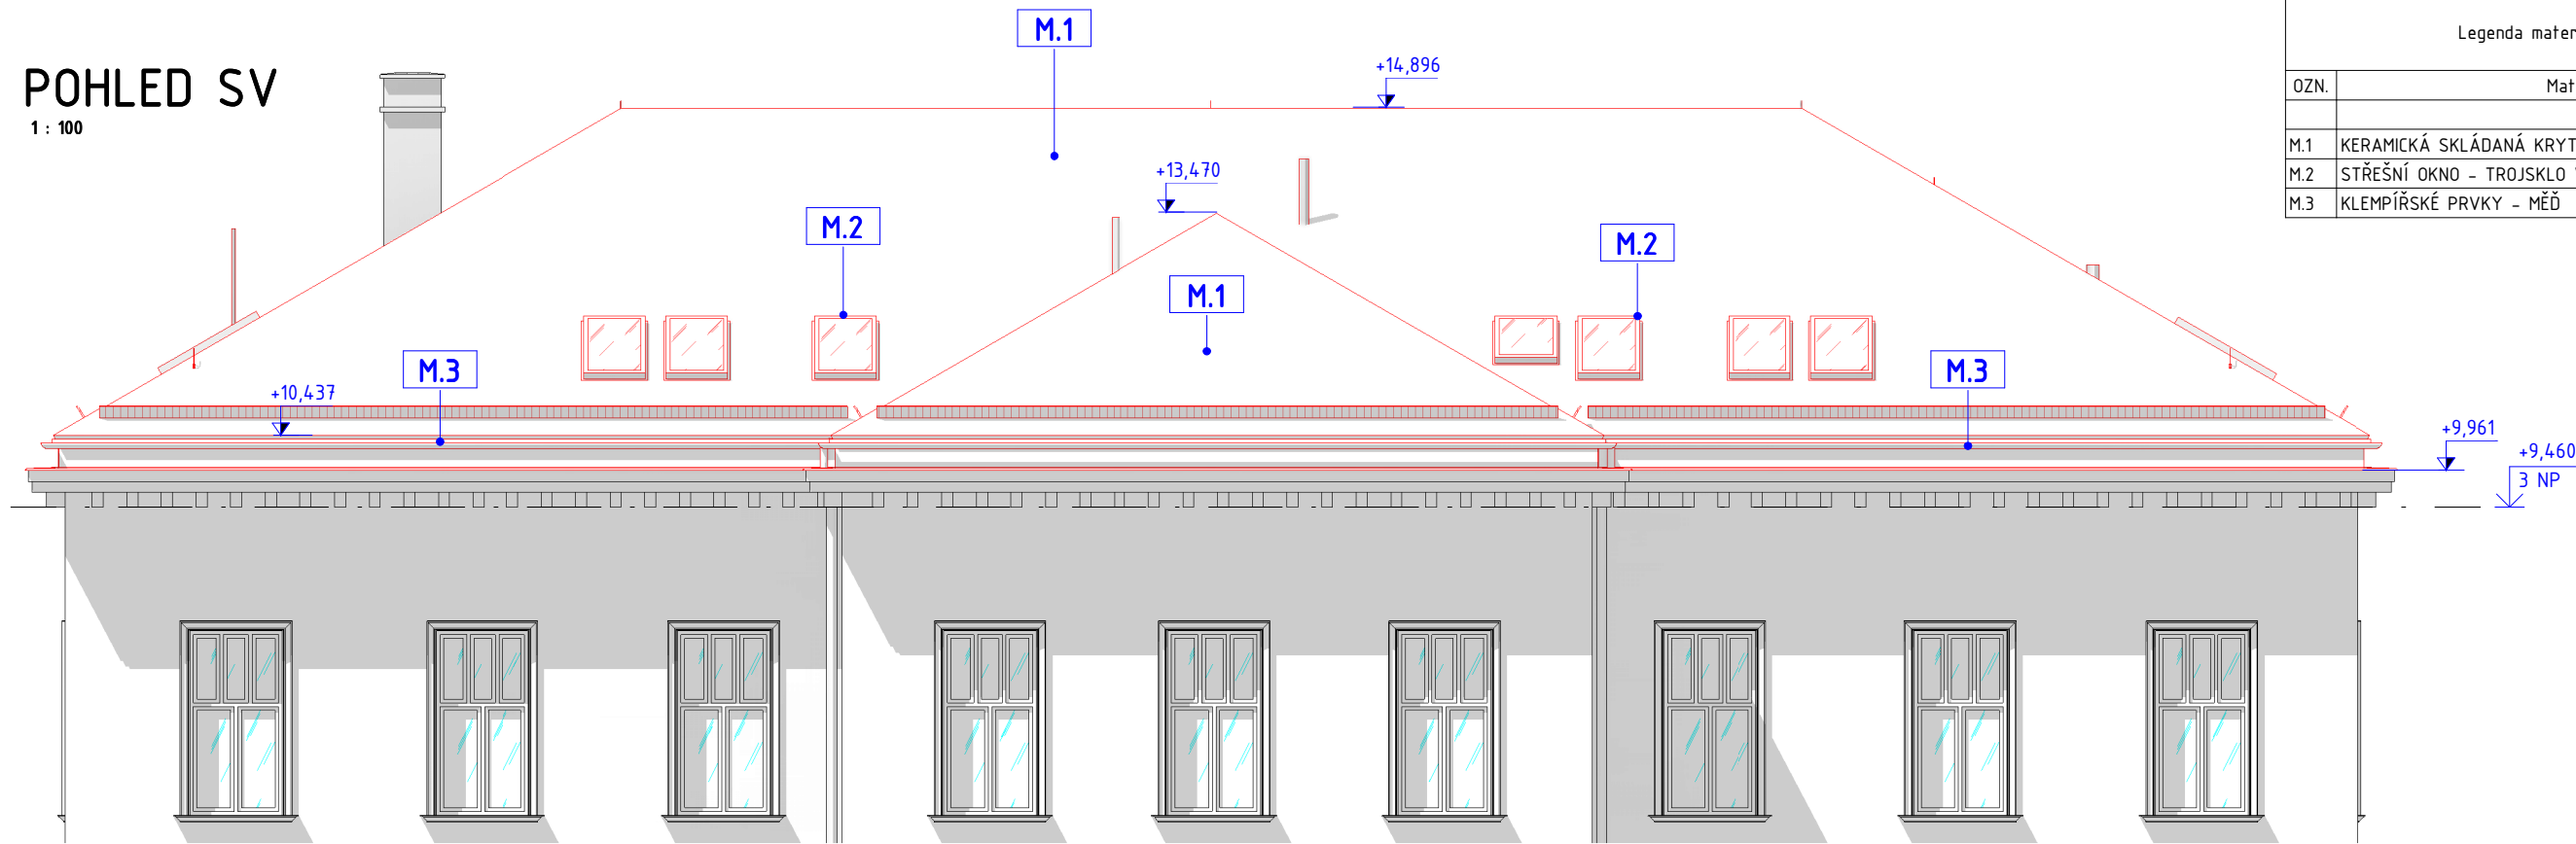 POHLED SV
1 : 100
M.1
+14,896
+13,470
M.2
M.2
M.1
M.3
M.3
+10,437
+9,961
+9,460
3 NP
Legenda mater
OZN. Mat
M.1 KERAMICKÁ SKLÁDANÁ KRYT
M.2 STŘEŠNÍ OKNO - TROJSKLO
M.3 KLEMPÍŘSKÉ PRVKY - MĚĎ